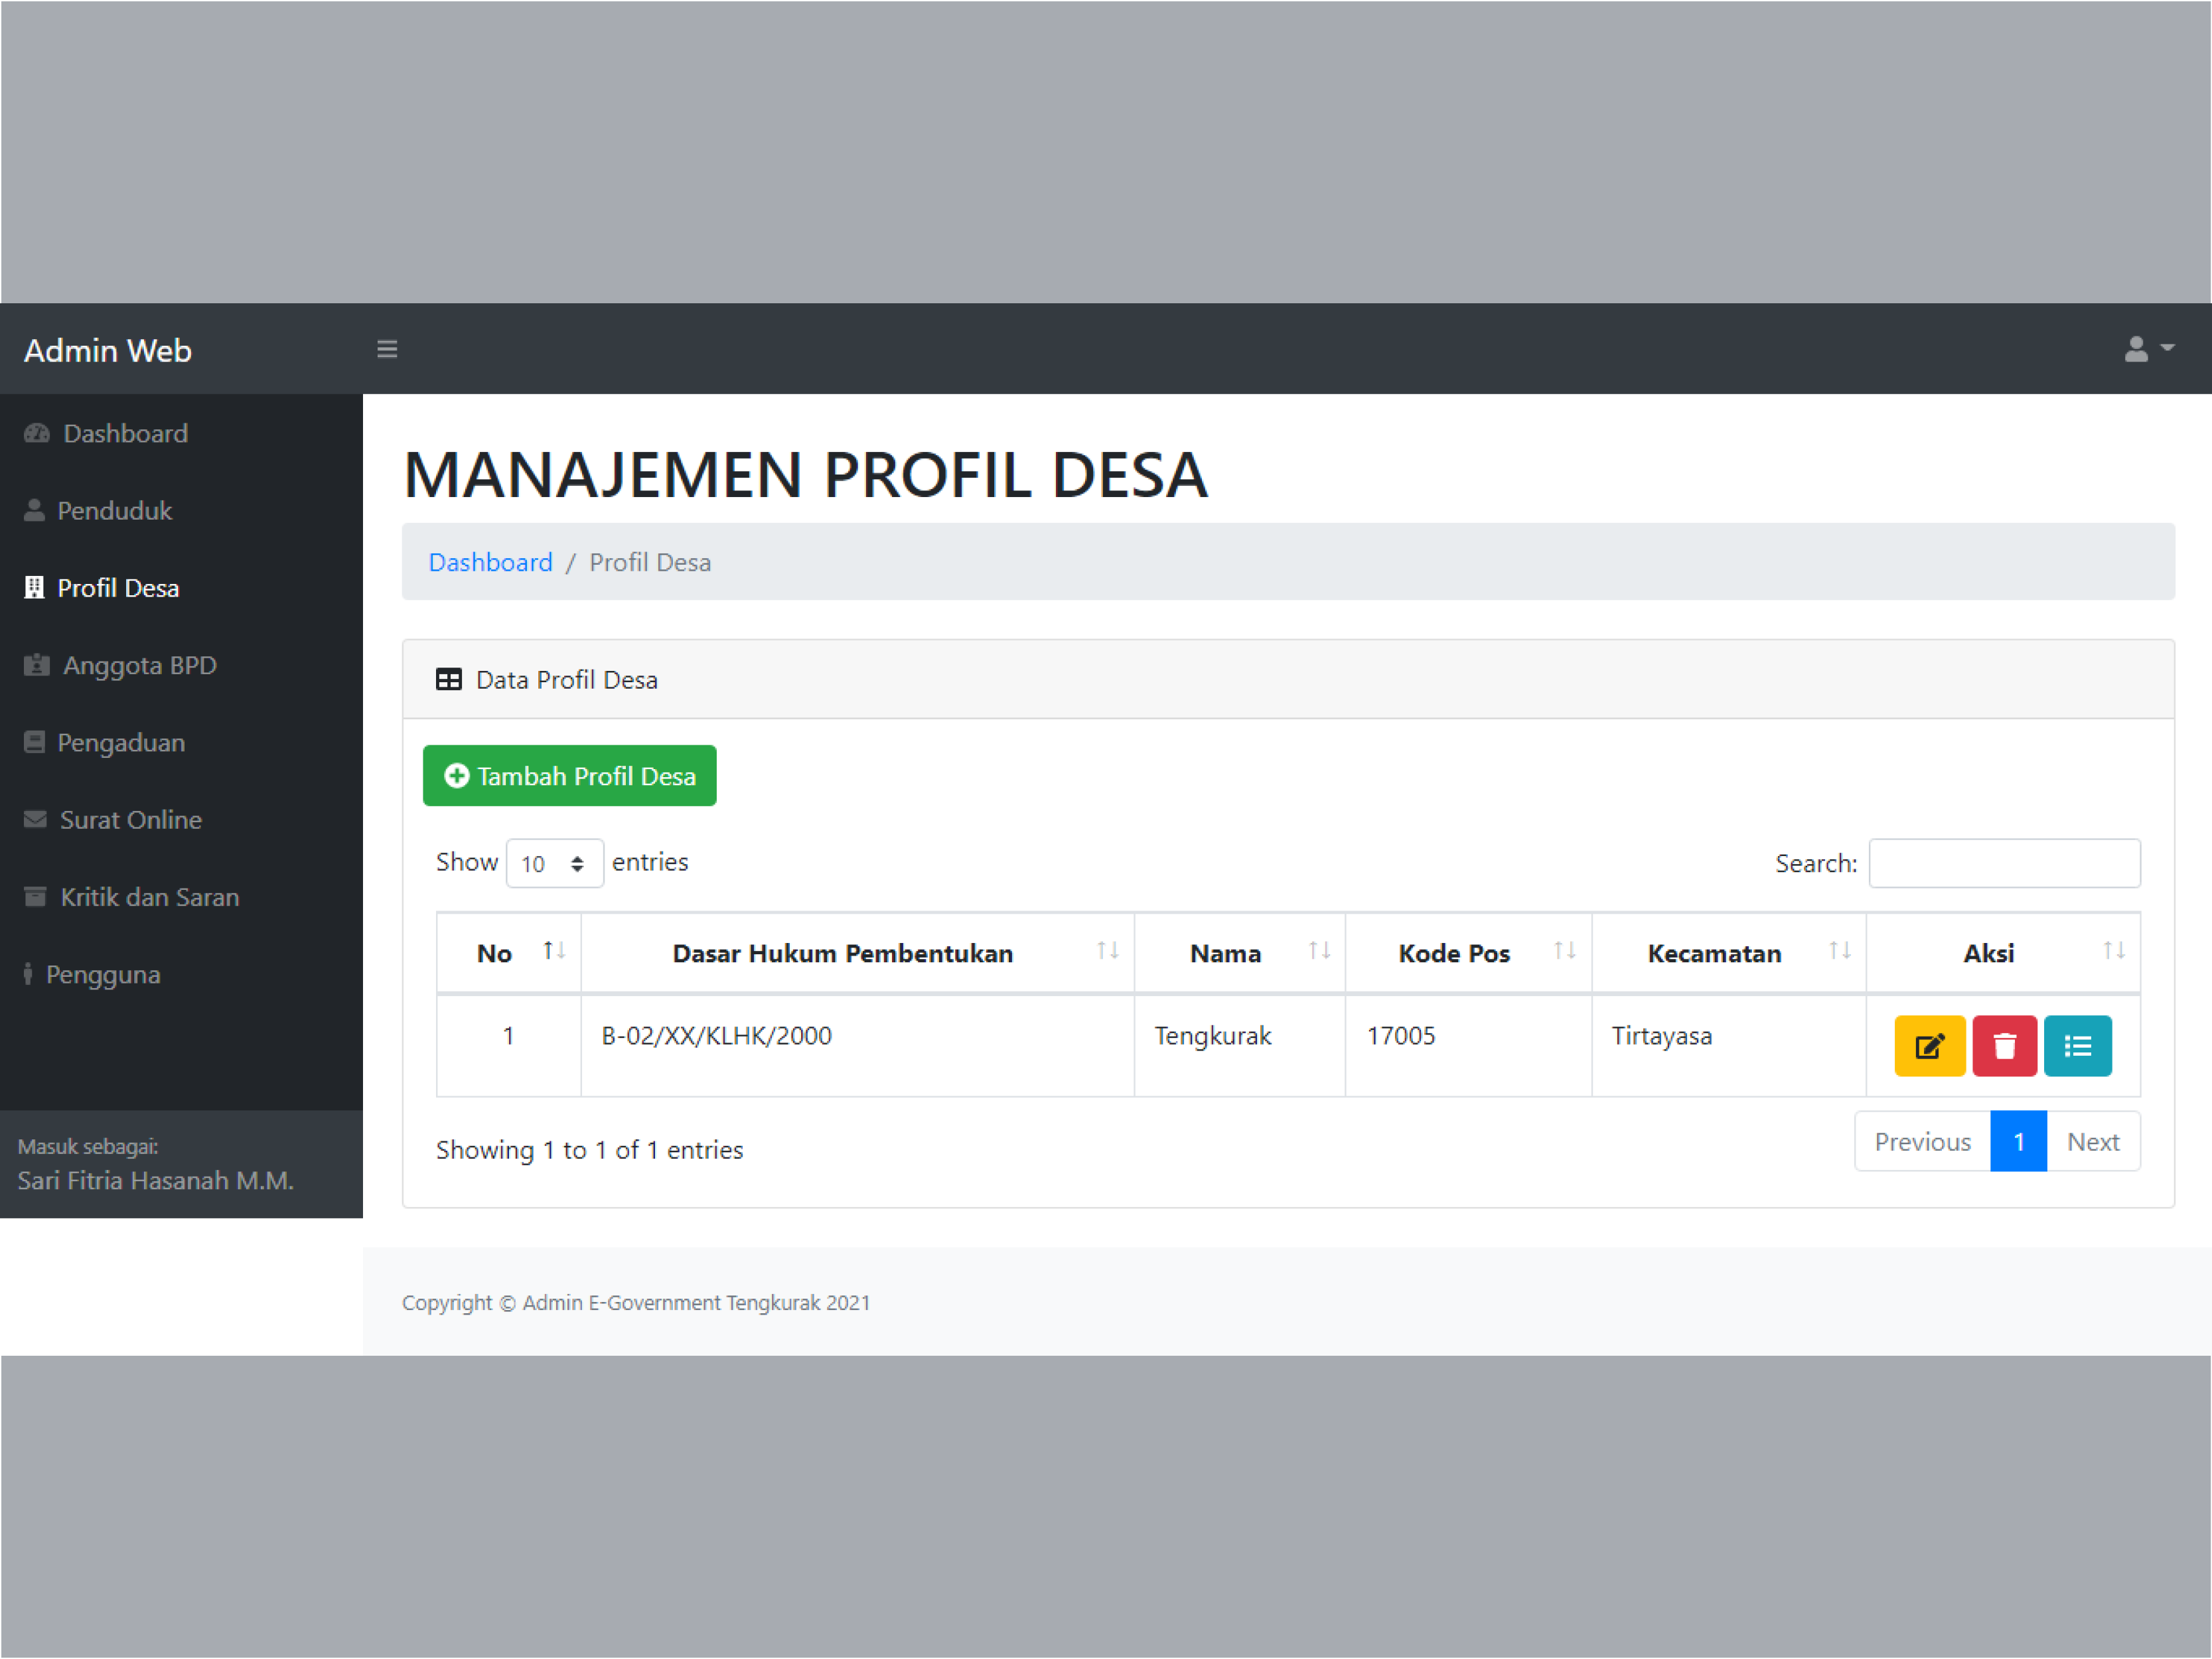 Admin Web
Dashboard
Penduduk
Profil Desa
Anggota BPD
Pengaduan
Surat Online
Kritik dan Saran
Pengguna
Masuk sebagai:
Sari Fitria Hasanah M.M.
MANAJEMEN PROFIL DESA
Dashboard / Profil Desa
Data Profil Desa
Tambah Profil Desa
Show 10 entries Search:
No Dasar Hukum Pembentukan Nama Kode Pos Kecamatan Aksi
1 B-02/XX/KLHK/2000 Tengkurak 17005 Tirtayasa
Showing 1 to 1 of 1 entries Previous 1 Next
Copyright © Admin E-Government Tengkurak 2021